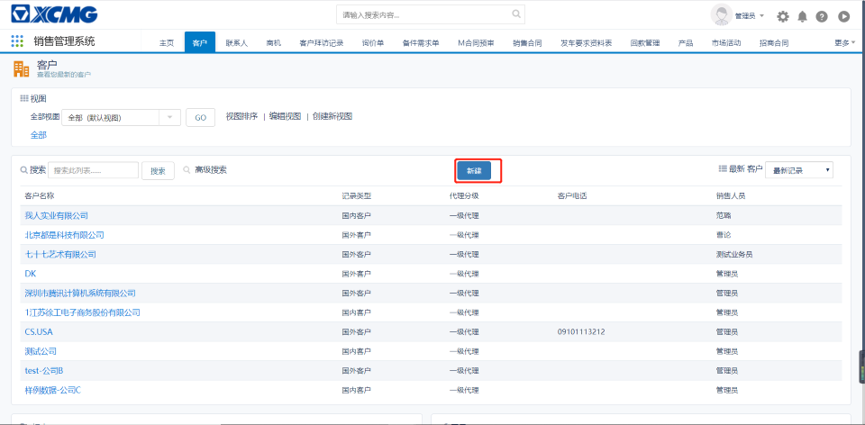 XCMG
请输入搜索内容...
管理员
销售管理系统
主页 客户 联系人 商机 客户拜访记录 询价单 备件需求单 M合同预审 销售合同 发车要求资料表 回款管理 产品 市场活动 招商合同 更多
客户
查看您最新的客户
视图
全部视图 全部（默认视图） GO 视图排序 | 编辑视图 | 创建新视图
全部
搜索 搜索此列表...... 搜索 高级搜索 新建 最新 客户 最新记录
客户名称 记录类型 代理分级 客户电话 销售人员
我人实业有限公司 国内客户 一级代理 范璐
北京都是科技有限公司 国外客户 一级代理 曹论
七十七艺术有限公司 国外客户 一级代理 测试业务员
DK 国外客户 一级代理 管理员
深圳市腾讯计算机系统有限公司 国外客户 一级代理 管理员
1江苏徐工电子商务股份有限公司 国内客户 一级代理 管理员
CS.USA 国外客户 一级代理 09101113212 管理员
测试公司 国内客户 一级代理 管理员
test-公司B 国外客户 一级代理 管理员
样例数据-公司C 国内客户 一级代理 管理员